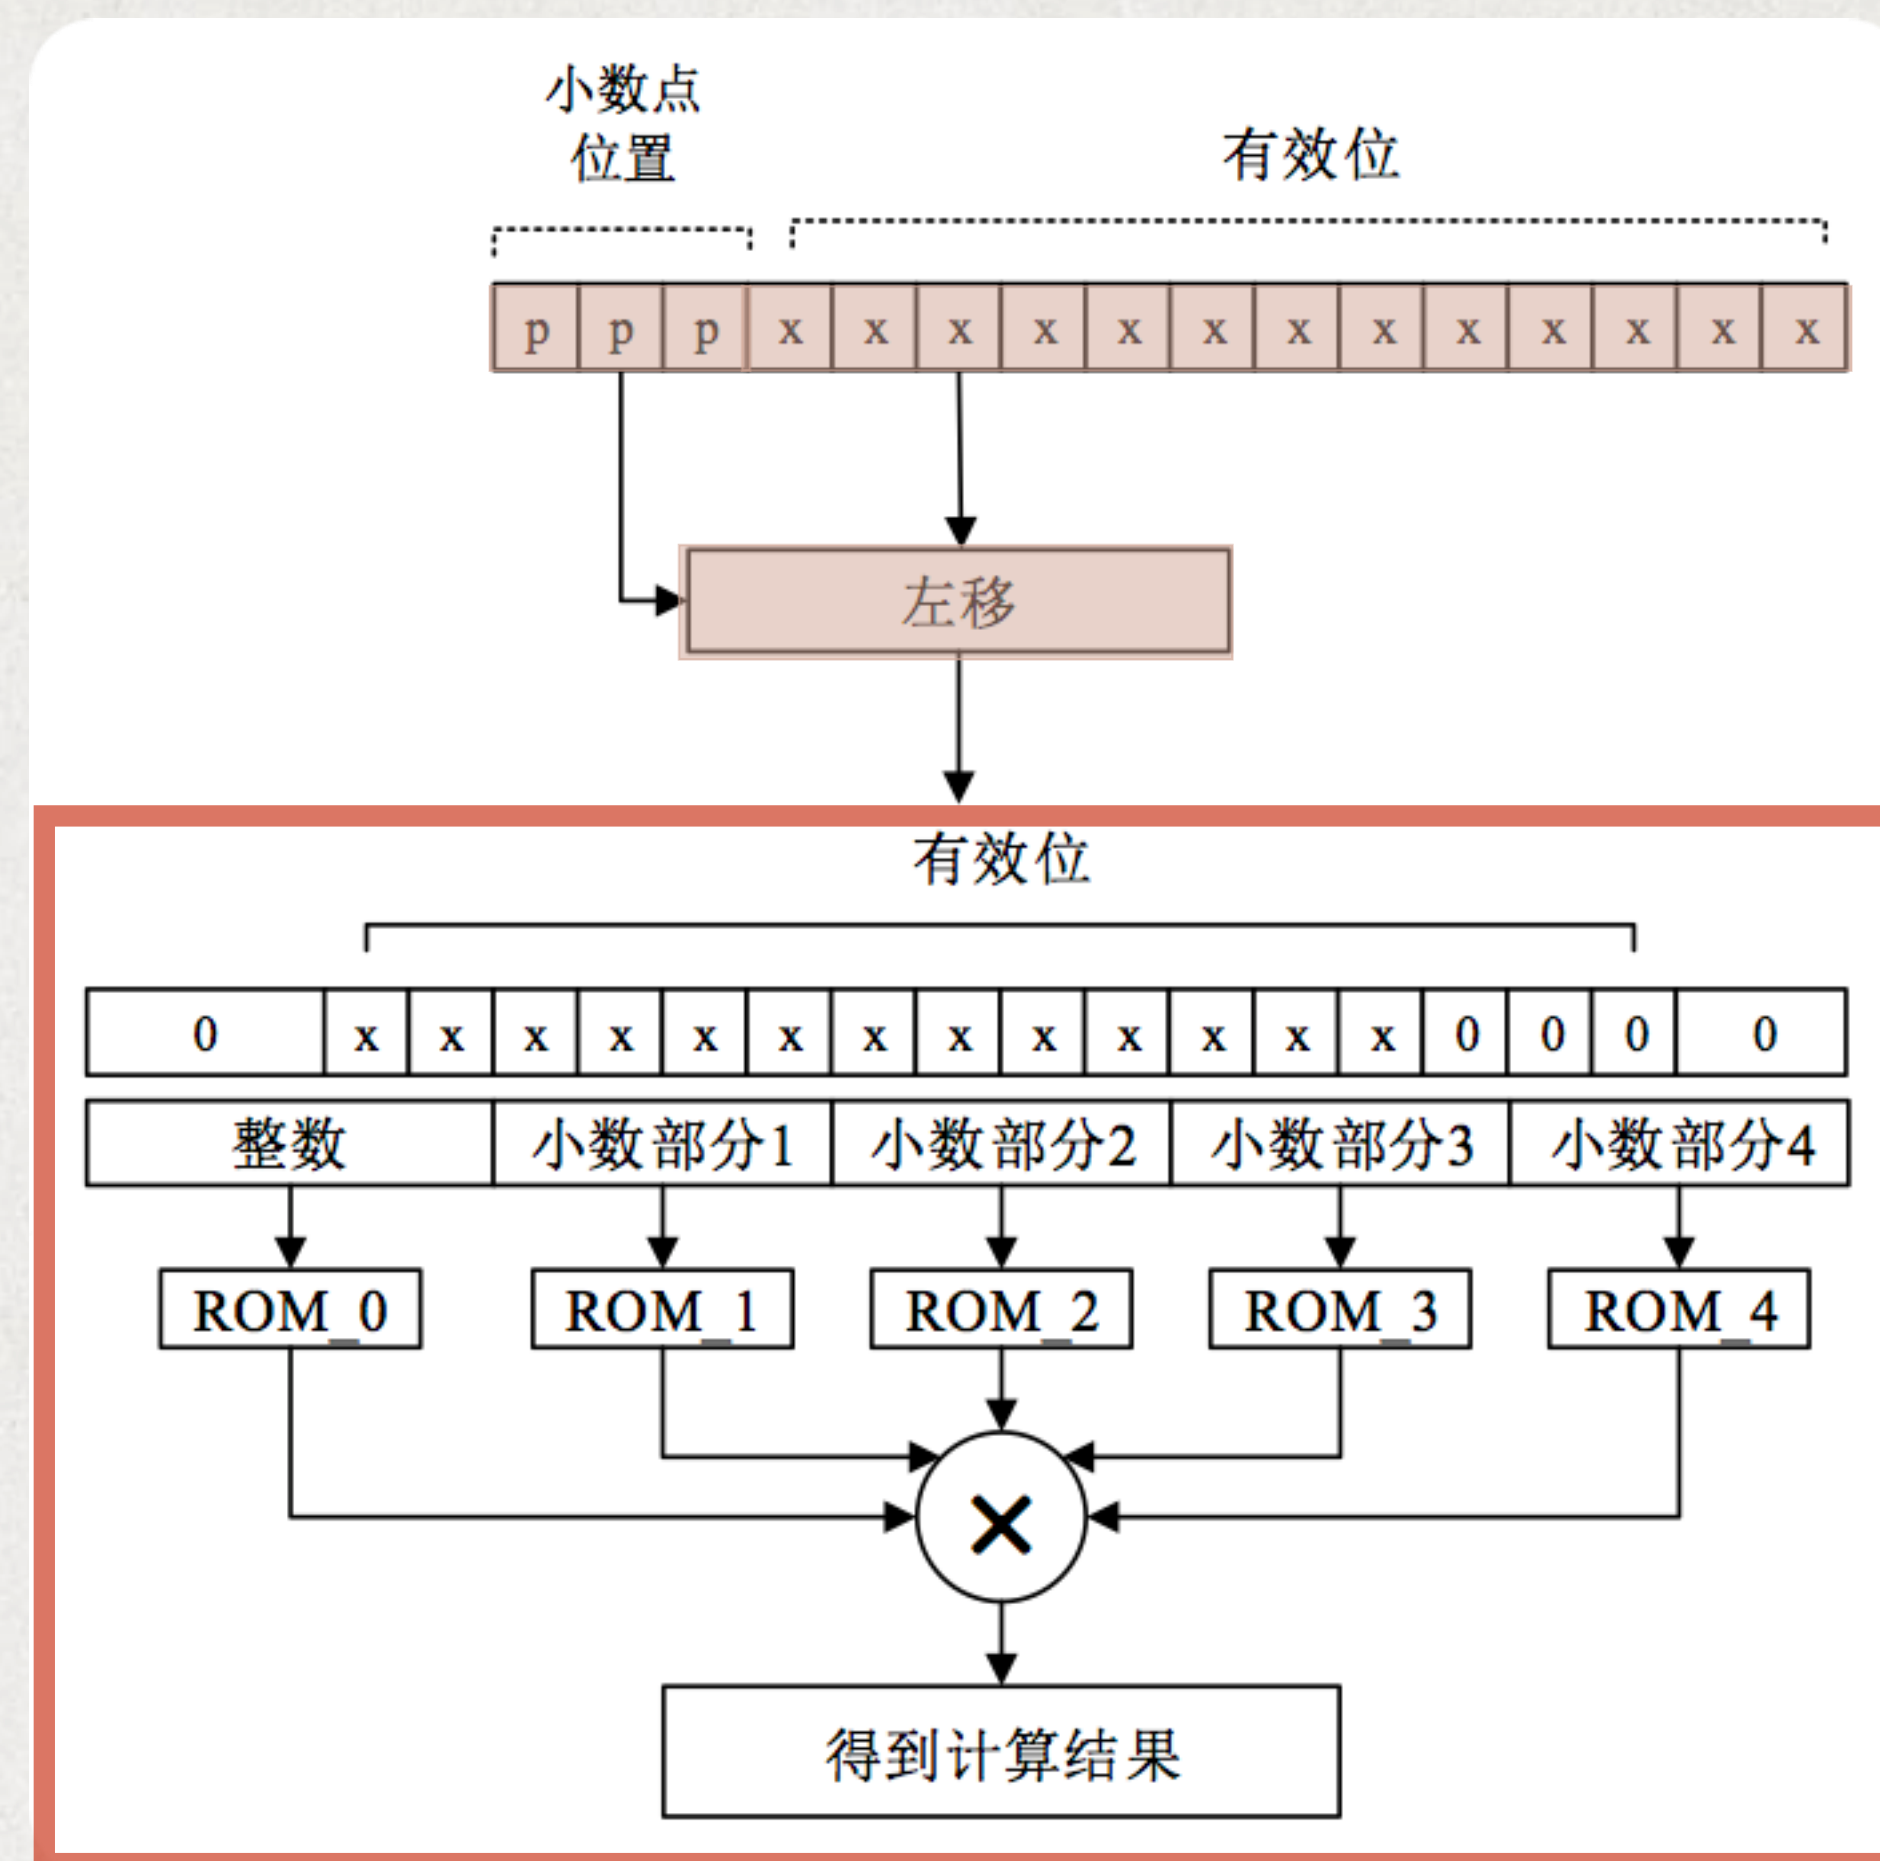 小数点
位置
有效位
p p p x x x x x x x x x x x x x
左移
有效位
0 x x x x x x x x x x x x x 0 0 0 0
整数 小数部分1 小数部分2 小数部分3 小数部分4
ROM_0 ROM_1 ROM_2 ROM_3 ROM_4
×
得到计算结果